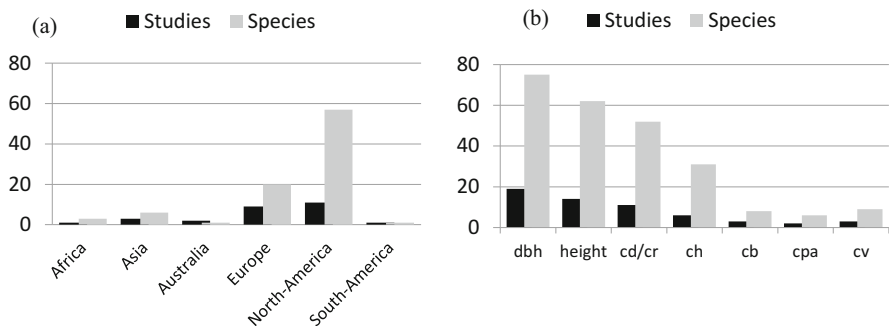 (a)
Studies Species
80
60
40
20
0
Africa
Asia
Australia
Europe
North-America
South-America
(b)
Studies Species
80
60
40
20
0
dbh height cd/cr ch cb cpa cv